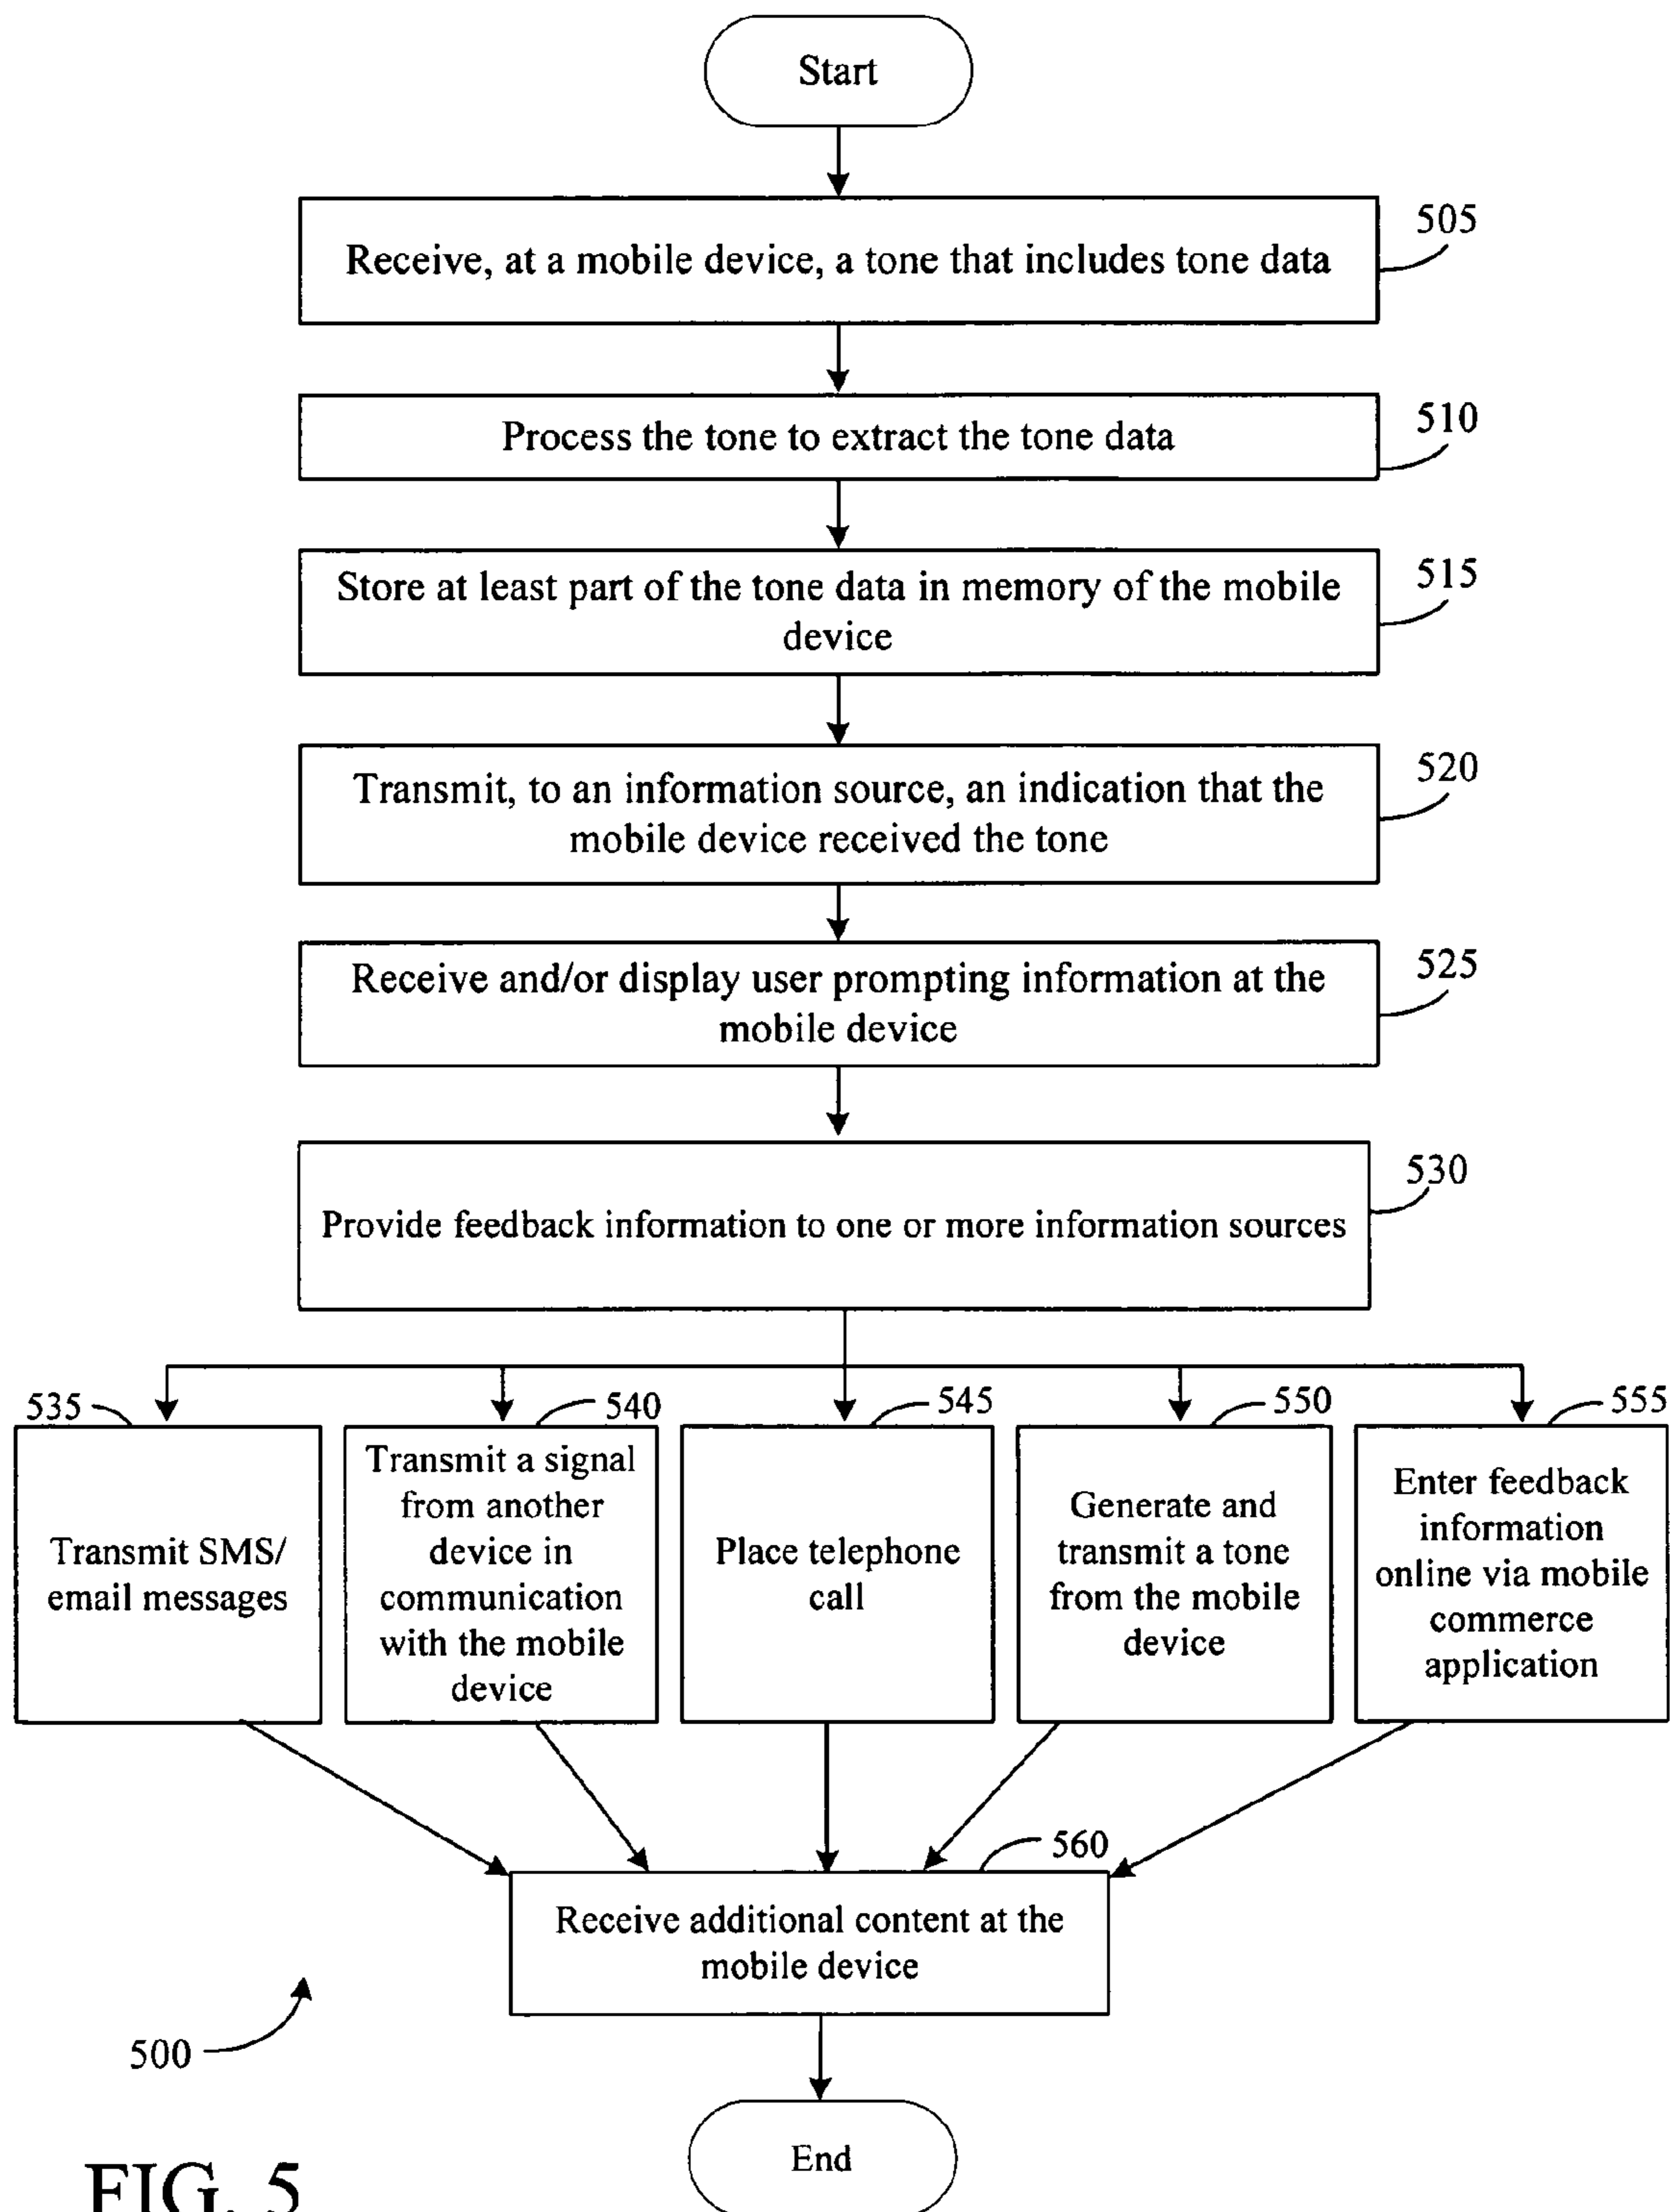 Start
505
Receive, at a mobile device, a tone that includes tone data
510
Process the tone to extract the tone data
515
Store at least part of the tone data in memory of the mobile
device
520
Transmit, to an information source, an indication that the
mobile device received the tone
525
Receive and/or display user prompting information at the
mobile device
530
Provide feedback information to one or more information sources
535
Transmit SMS/
email messages
540
Transmit a signal
from another
device in
communication
with the mobile
device
545
Place telephone
call
550
Generate and
transmit a tone
from the mobile
device
555
Enter feedback
information
online via mobile
commerce
application
560
Receive additional content at the
mobile device
500
End
FIG. 5